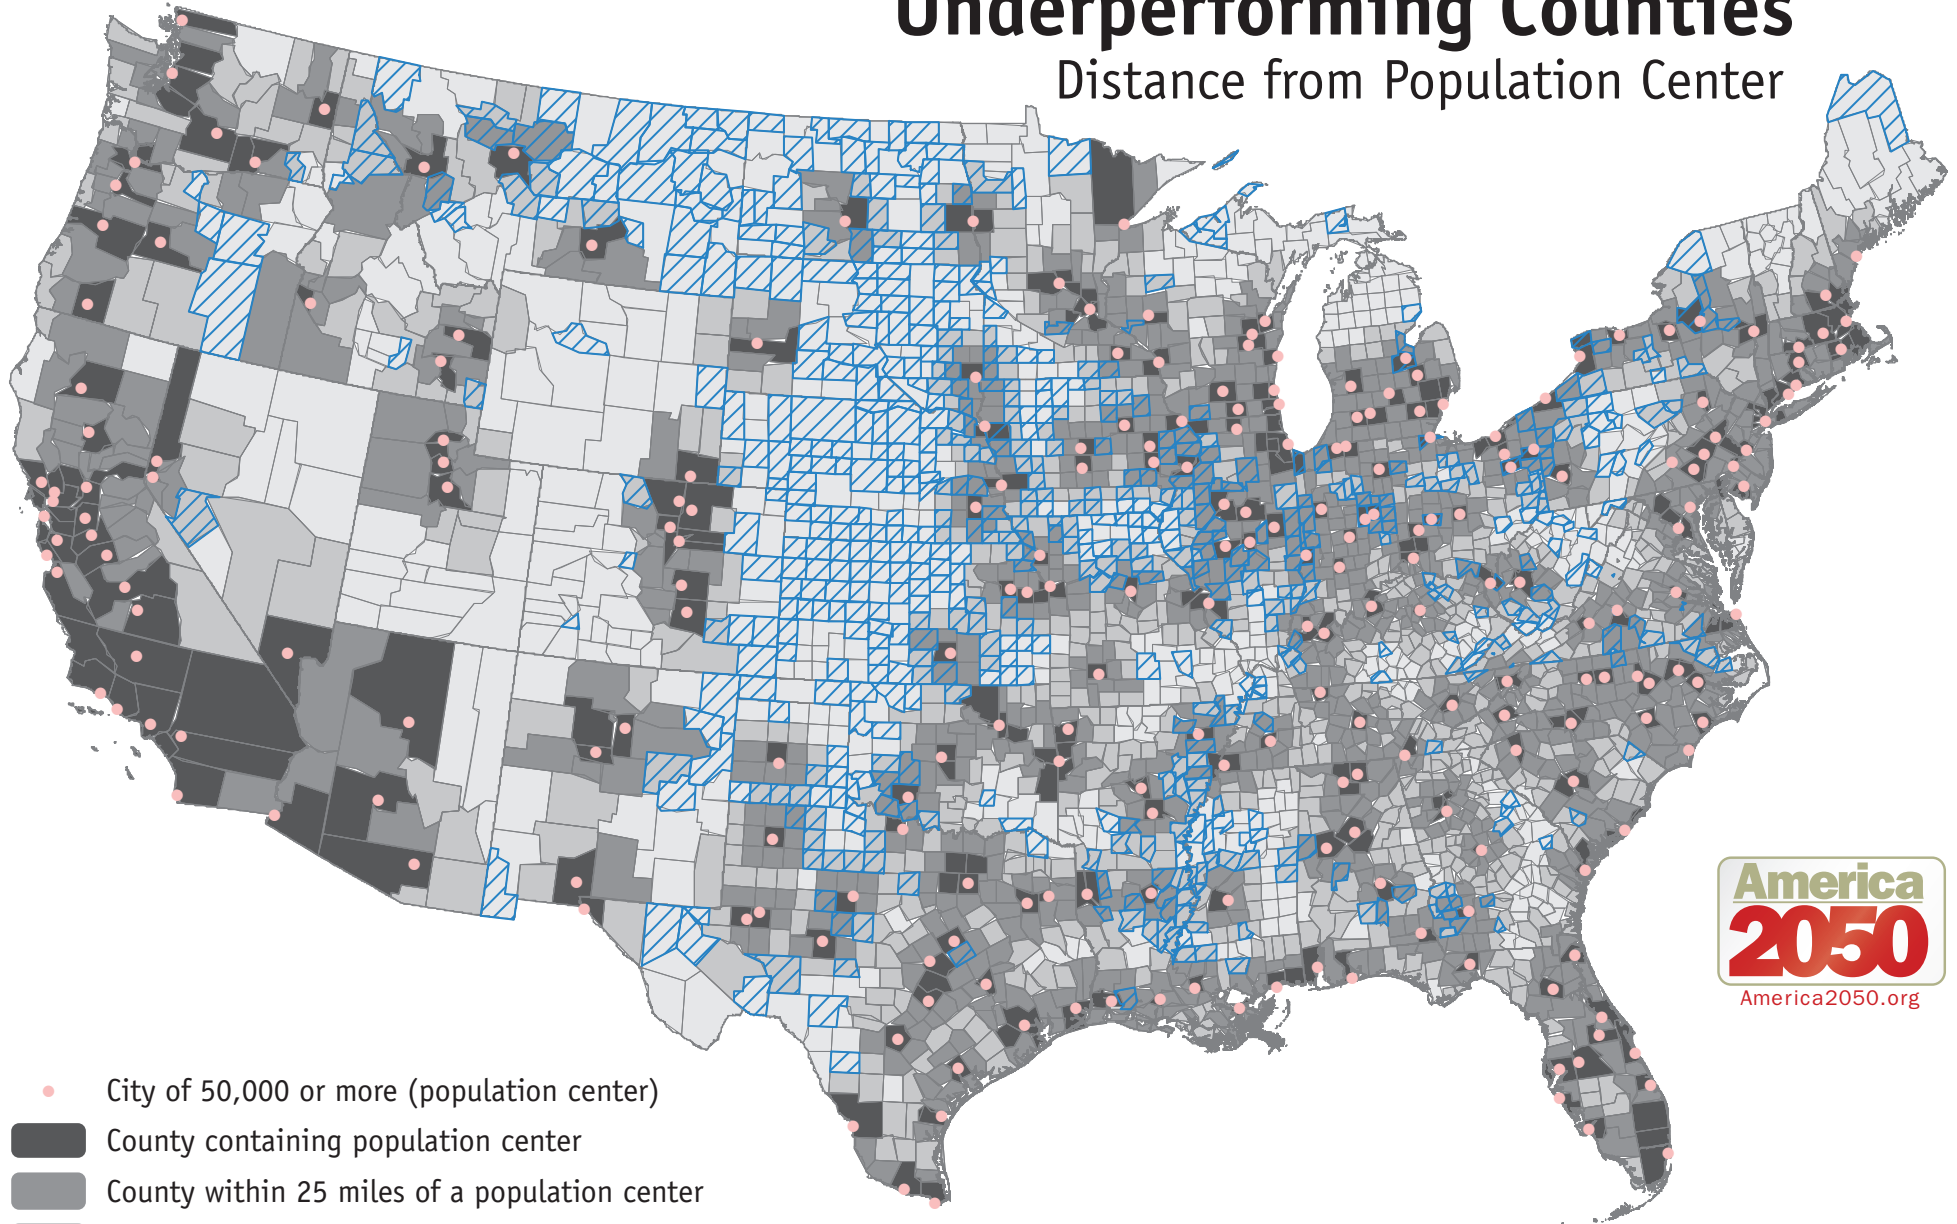 Underperforming Counties
Distance from Population Center
America
2050
America2050.org
City of 50,000 or more (population center)
County containing population center
County within 25 miles of a population center